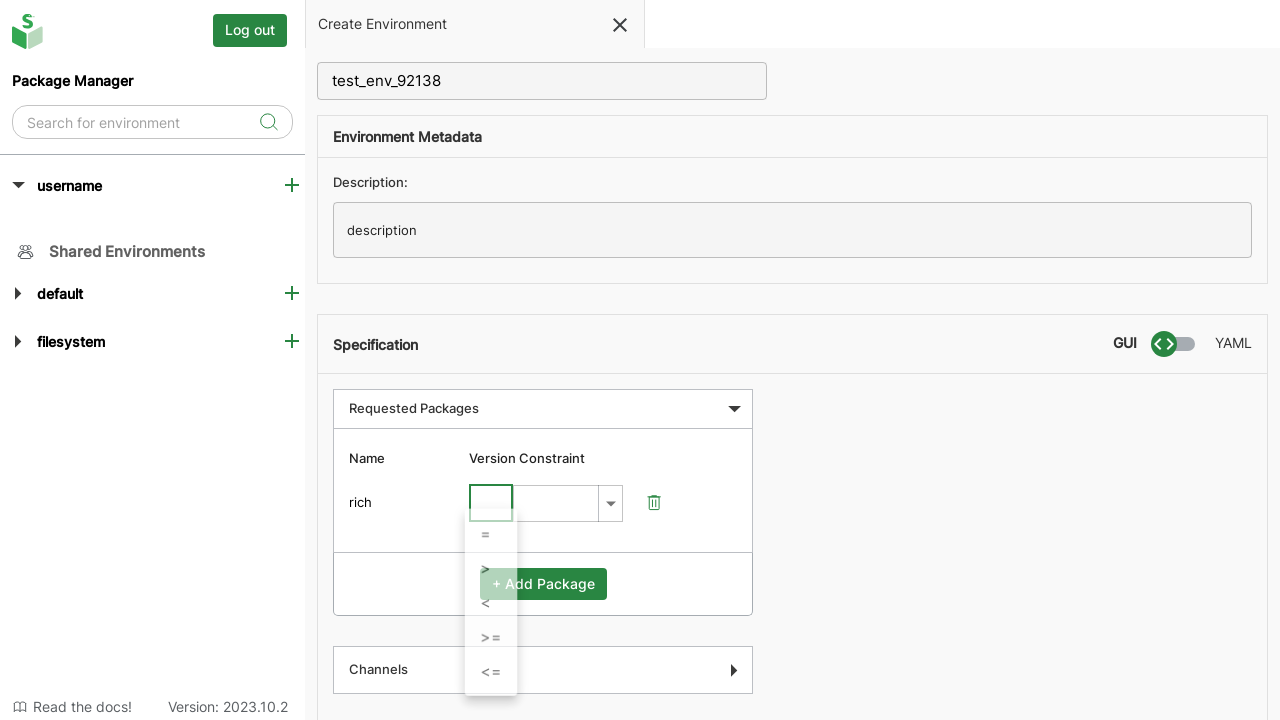 Log out
Package Manager
Search for environment
username
Shared Environments
default
filesystem
Read the docs!
Version: 2023.10.2
Create Environment
test_env_92138
Environment Metadata
Description:
description
Specification
GUI
YAML
Requested Packages
Name
Version Constraint
rich
=
>
+ Add Package
<
>=
Channels
<=